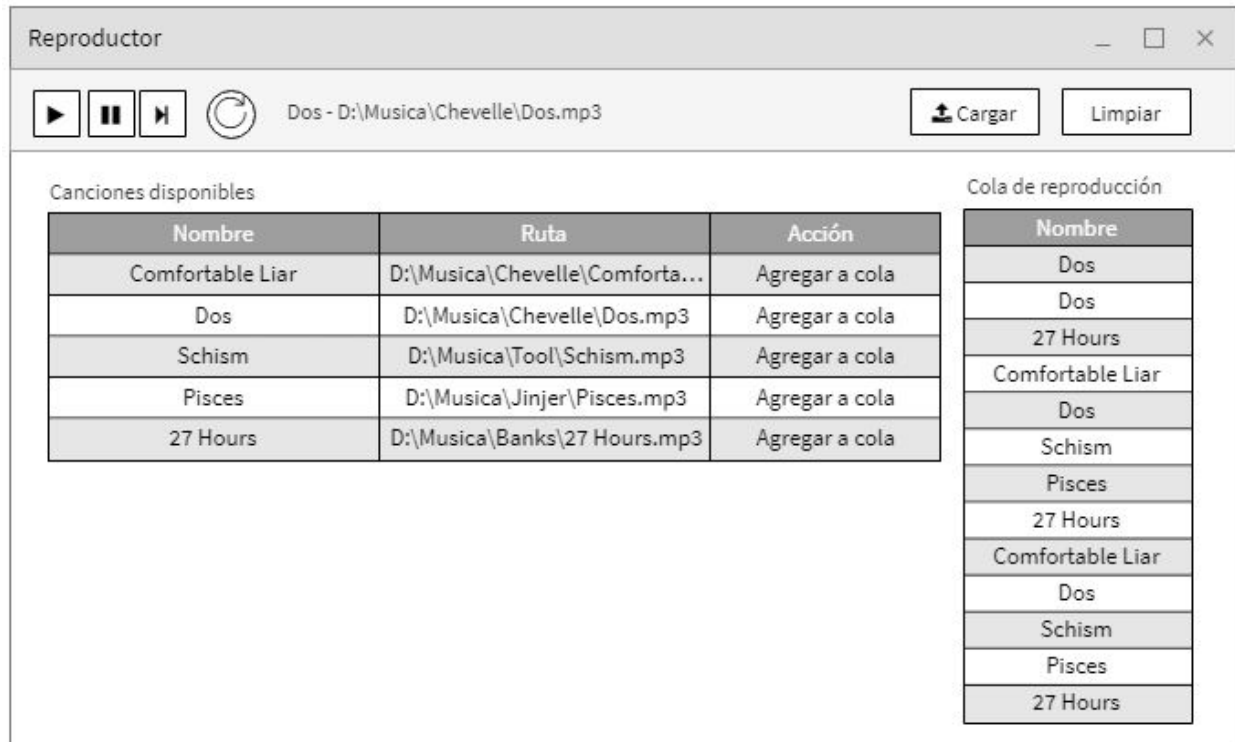 Reproductor
Dos - D:\Musica\Chevelle\Dos.mp3
Cargar
Limpiar
Canciones disponibles
Nombre Ruta Acción
Comfortable Liar D:\Musica\Chevelle\Comforta... Agregar a cola
Dos D:\Musica\Chevelle\Dos.mp3 Agregar a cola
Schism D:\Musica\Tool\Schism.mp3 Agregar a cola
Pisces D:\Musica\Jinjer\Pisces.mp3 Agregar a cola
27 Hours D:\Musica\Banks\27 Hours.mp3 Agregar a cola
Cola de reproducción
Nombre
Dos
Dos
27 Hours
Comfortable Liar
Dos
Schism
Pisces
27 Hours
Comfortable Liar
Dos
Schism
Pisces
27 Hours